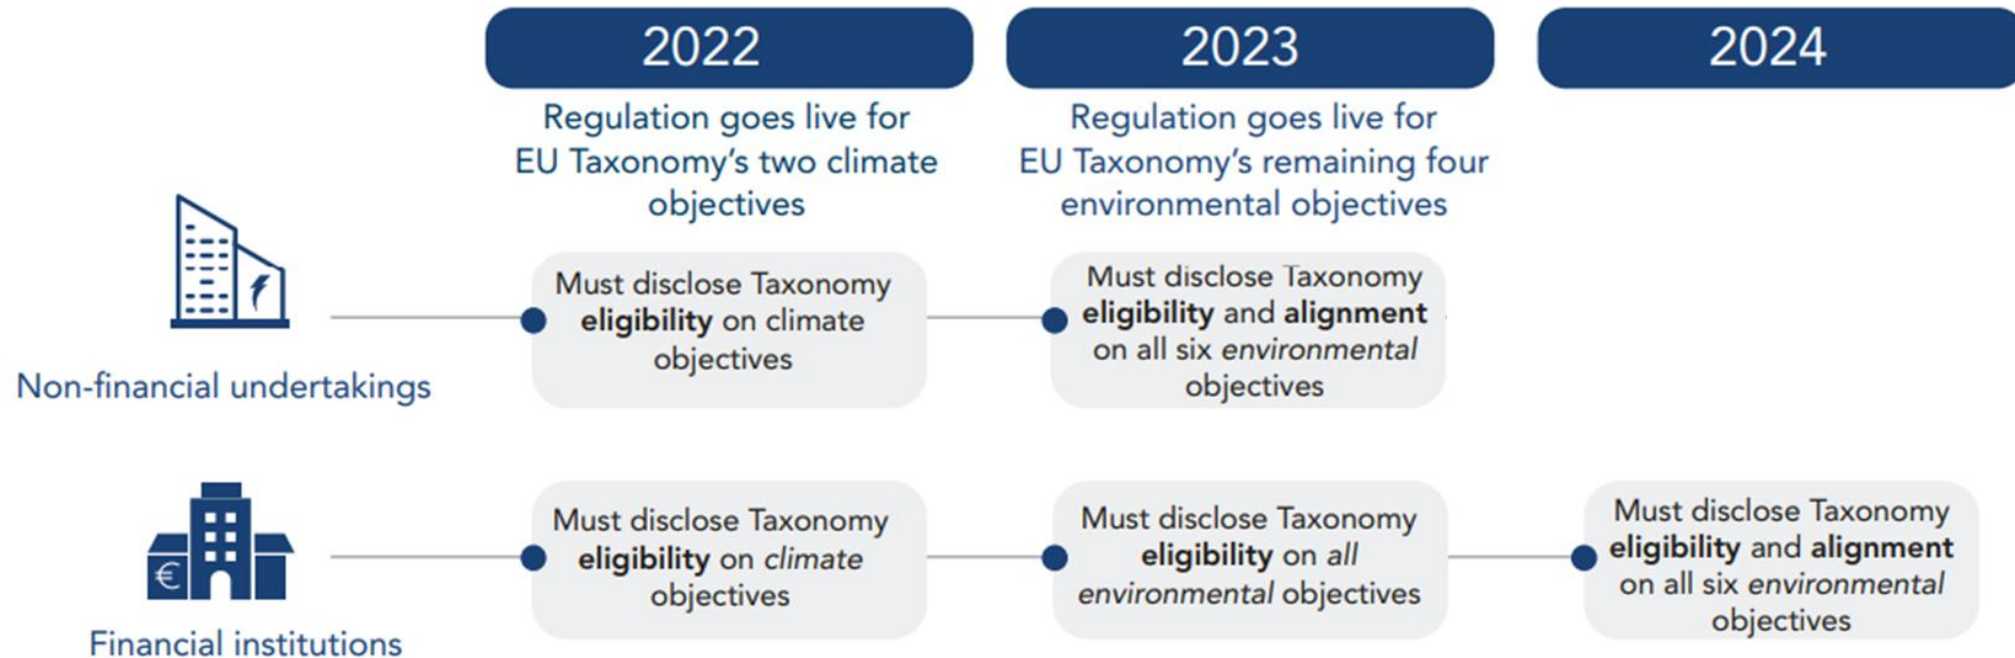 2022
2023
2024
Regulation goes live for
EU Taxonomy's two climate
objectives
Regulation goes live for
EU Taxonomy's remaining four
environmental objectives
Non-financial undertakings
Must disclose Taxonomy
eligibility on climate
objectives
Must disclose Taxonomy
eligibility and alignment
on all six environmental
objectives
€
Financial institutions
Must disclose Taxonomy
eligibility on climate
objectives
Must disclose Taxonomy
eligibility on all
environmental objectives
Must disclose Taxonomy
eligibility and alignment
on all six environmental
objectives